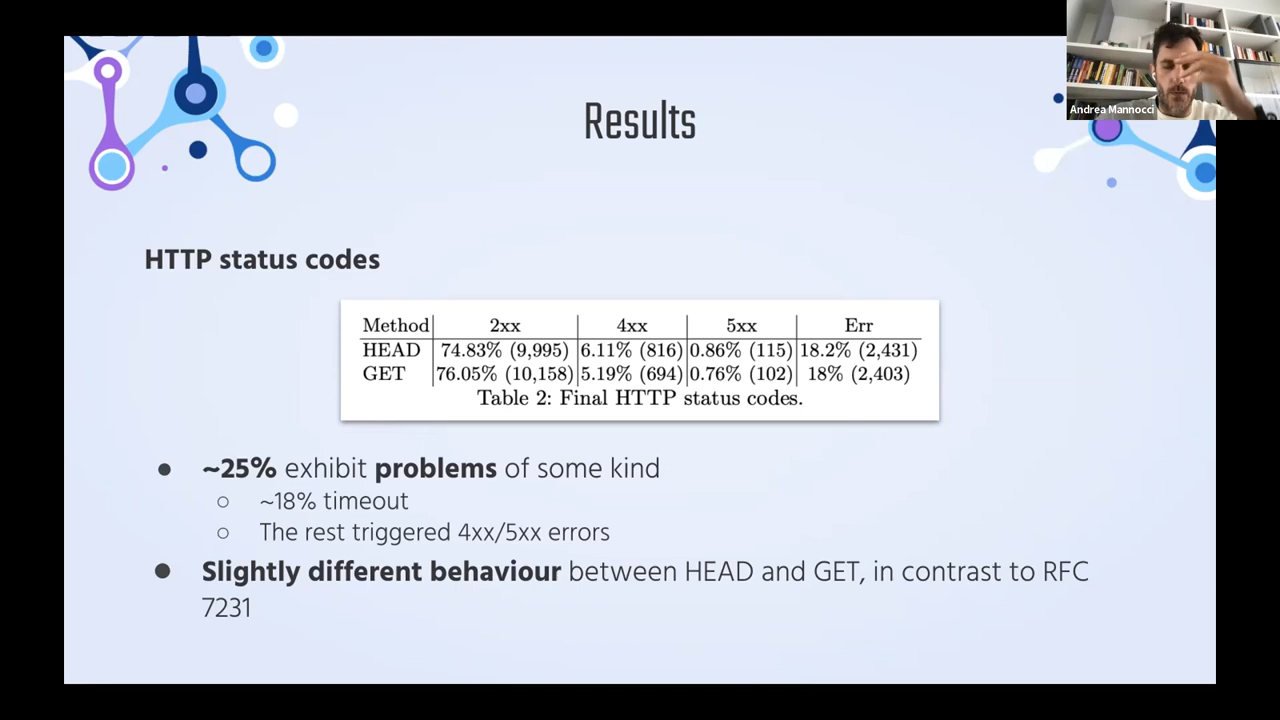 Andrea Mannocci
Results
HTTP status codes
Method 2xx 4xx 5xx Err
HEAD 74.83% (9,995) 6.11% (816) 0.86% (115) 18.2% (2,431)
GET 76.05% (10,158) 5.19% (694) 0.76% (102) 18% (2,403)
Table 2: Final HTTP status codes.
● ~25% exhibit problems of some kind
○ ~18% timeout
○ The rest triggered 4xx/5xx errors
● Slightly different behaviour between HEAD and GET, in contrast to RFC
7231